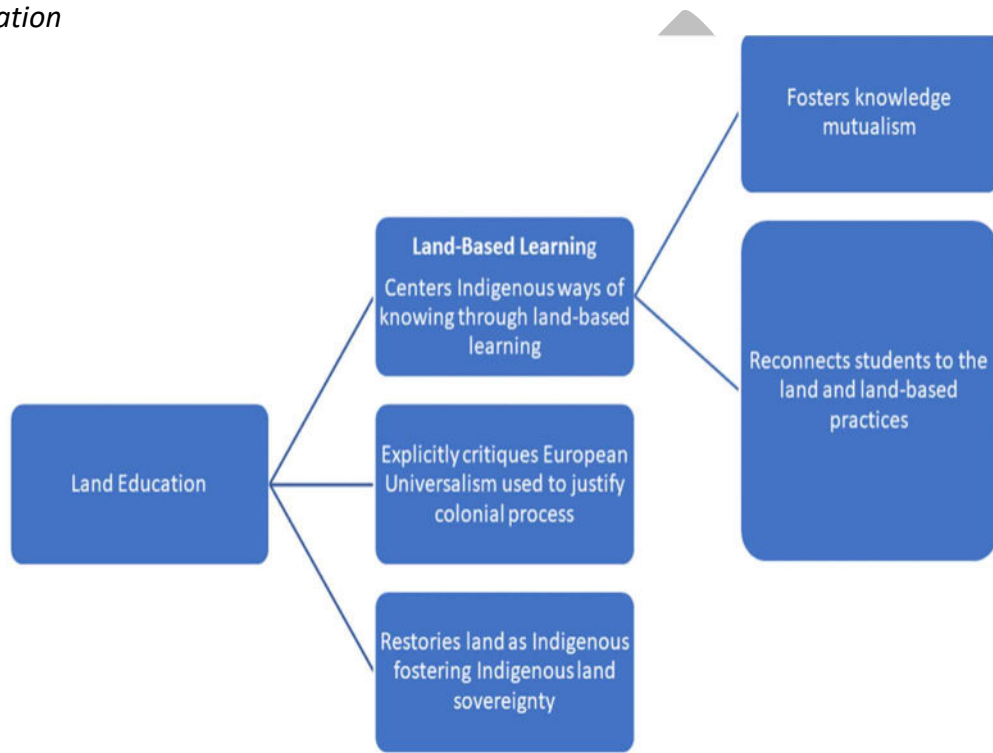 ation
Fosters knowledge
mutualism
Land-Based Learning
Centers Indigenous ways of
knowing through land-based
learning
Reconnects students to the
land and land-based
practices
Land Education
Explicitly critiques European
Universalism used to justify
colonial process
Restories land as Indigenous
fostering Indigenous land
sovereignty